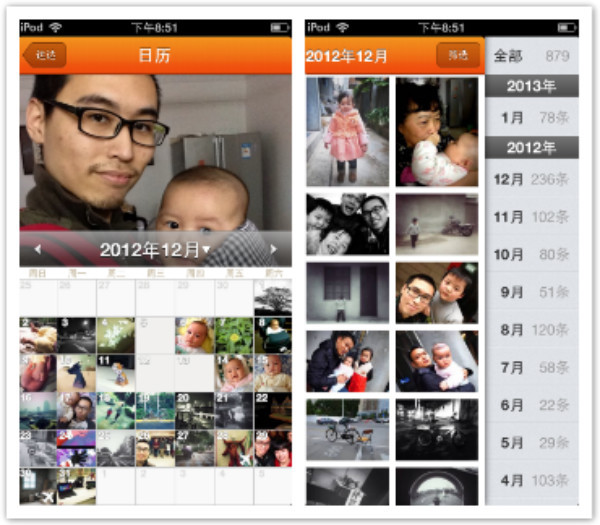 iPod 下午8:51
日历
2012年12月
周日 周一 周二 周三 周四 周五 周六
25 26 27 28 29 30 1
2 3 4 5 6 7 8
9 10 11 12 13 14 15
16 17 18 19 20 21 22
23 24 25 26 27 28 29
30 31 1 2 3 4 5
iPod 下午8:51
2012年12月 筛选
全部 879
2013年
1月 78条
2012年
12月 236条
11月 102条
10月 80条
9月 51条
8月 120条
7月 58条
6月 22条
5月 29条
4月 103条